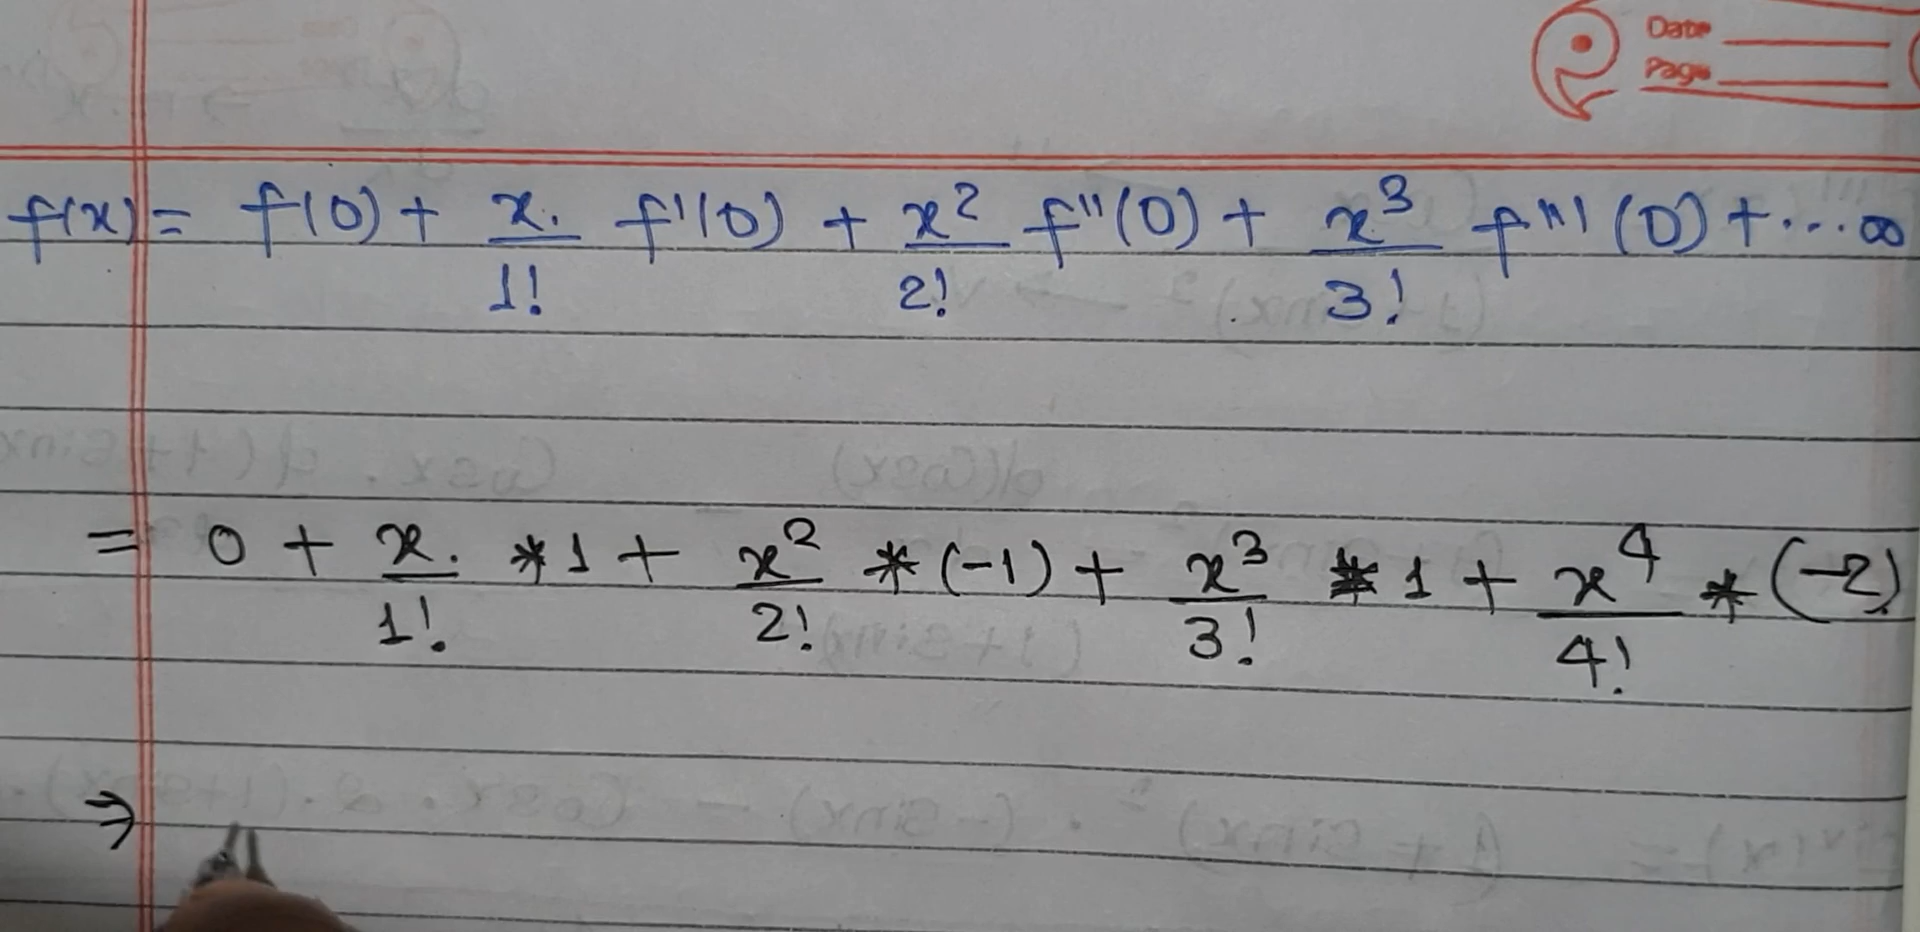 Date
Page
f(x) = f(0) + x/1! f'(0) + x²/2! f''(0) + x³/3! f'''(0) + ... ∞
= 0 + x/1! * 1 + x²/2! * (-1) + x³/3! * 1 + x⁴/4! * (-2)
⇒